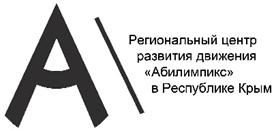 Региональный центр
развития движения
«Абилимпикс»
в Республике Крым